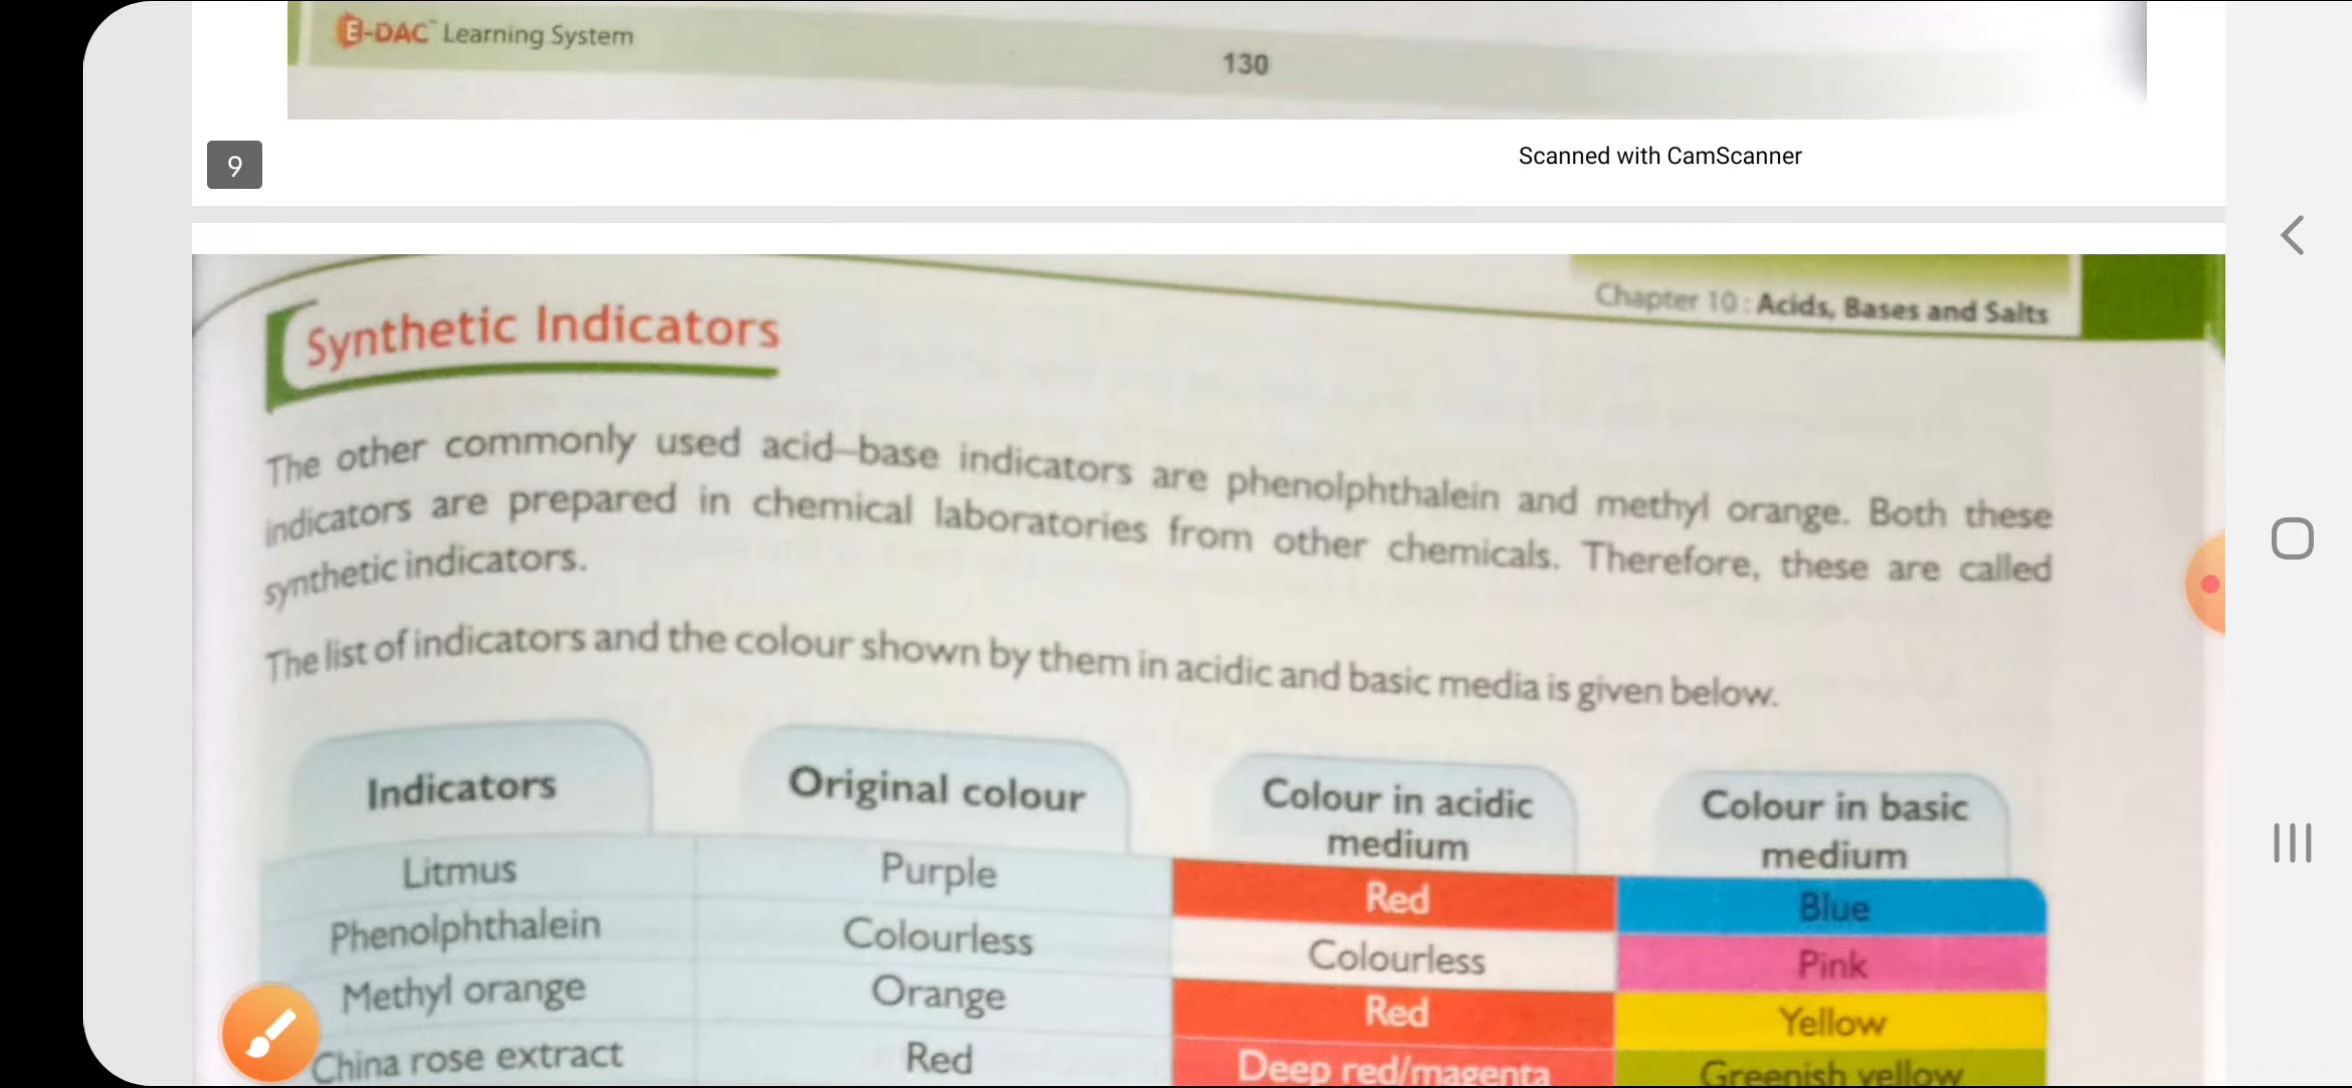 E-DAC™ Learning System
130
Scanned with CamScanner
9
Chapter 10 : Acids, Bases and Salts
Synthetic Indicators
The other commonly used acid–base indicators are phenolphthalein and methyl orange. Both these
indicators are prepared in chemical laboratories from other chemicals. Therefore, these are called
synthetic indicators.
The list of indicators and the colour shown by them in acidic and basic media is given below.
Indicators Original colour Colour in acidic medium Colour in basic medium
Litmus Purple Red Blue
Phenolphthalein Colourless Colourless Pink
Methyl orange Orange Red Yellow
China rose extract Red Deep red/magenta Greenish yellow